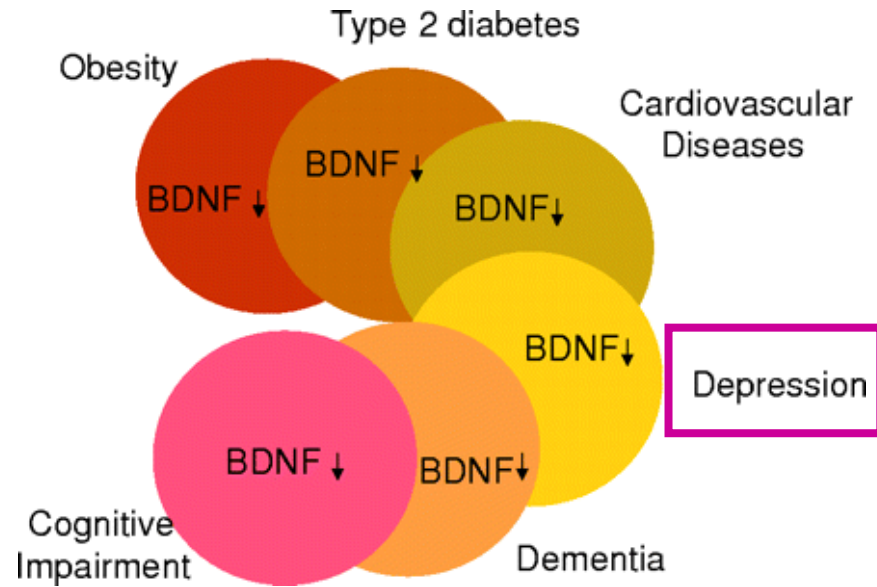 Type 2 diabetes
Obesity
Cardiovascular
Diseases
BDNF ↓
BDNF ↓
BDNF↓
BDNF↓
Depression
BDNF ↓
BDNF↓
Cognitive
Impairment
Dementia